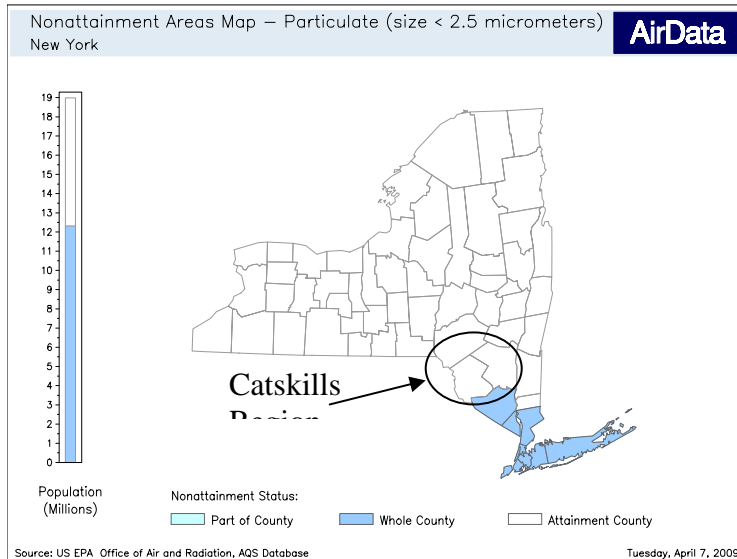 Nonattainment Areas Map – Particulate (size < 2.5 micrometers)
New York
AirData
19
18
17
16
15
14
13
12
11
10
9
8
7
6
5
4
3
2
1
0
Catskills
Region
Population
(Millions)
Nonattainment Status:
Part of County
Whole County
Attainment County
Source: US EPA Office of Air and Radiation, AQS Database
Tuesday, April 7, 2009